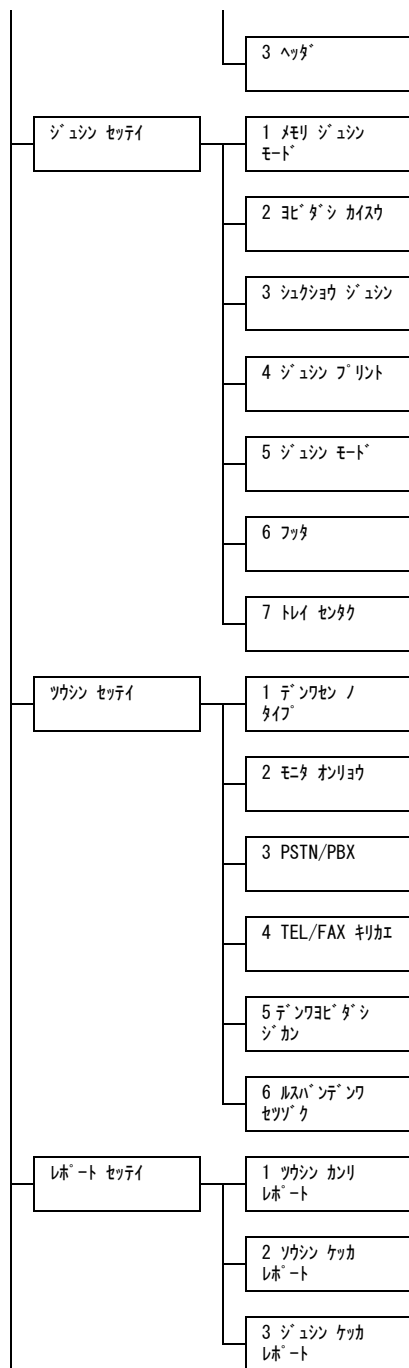 3 ﾍｯﾀﾞ
ｼﾞｭｼﾝ ｾｯﾃｲ
1 ﾒﾓﾘ ｼﾞｭｼﾝ
ﾓｰﾄﾞ
2 ﾖﾋﾞﾀﾞｼ ｶｲｽｳ
3 ｼｭｸｼｮｳ ｼﾞｭｼﾝ
4 ｼﾞｭｼﾝ ﾌﾟﾘﾝﾄ
5 ｼﾞｭｼﾝ ﾓｰﾄﾞ
6 ﾌｯﾀ
7 ﾄﾚｲ ｾﾝﾀｸ
ﾂｳｼﾝ ｾｯﾃｲ
1 ﾃﾞﾝﾜｾﾝ ﾉ
ﾀｲﾌﾟ
2 ﾓﾆﾀ ｵﾝﾘｮｳ
3 PSTN/PBX
4 TEL/FAX ｷﾘｶｴ
5 ﾃﾞﾝﾜﾖﾋﾞﾀﾞｼ
ｼﾞｶﾝ
6 ﾙｽﾊﾞﾝﾃﾞﾝﾜ
ｾﾂｿﾞｸ
ﾚﾎﾟｰﾄ ｾｯﾃｲ
1 ﾂｳｼﾝ ｶﾝﾘ
ﾚﾎﾟｰﾄ
2 ｿｳｼﾝ ｹｯｶ
ﾚﾎﾟｰﾄ
3 ｼﾞｭｼﾝ ｹｯｶ
ﾚﾎﾟｰﾄ